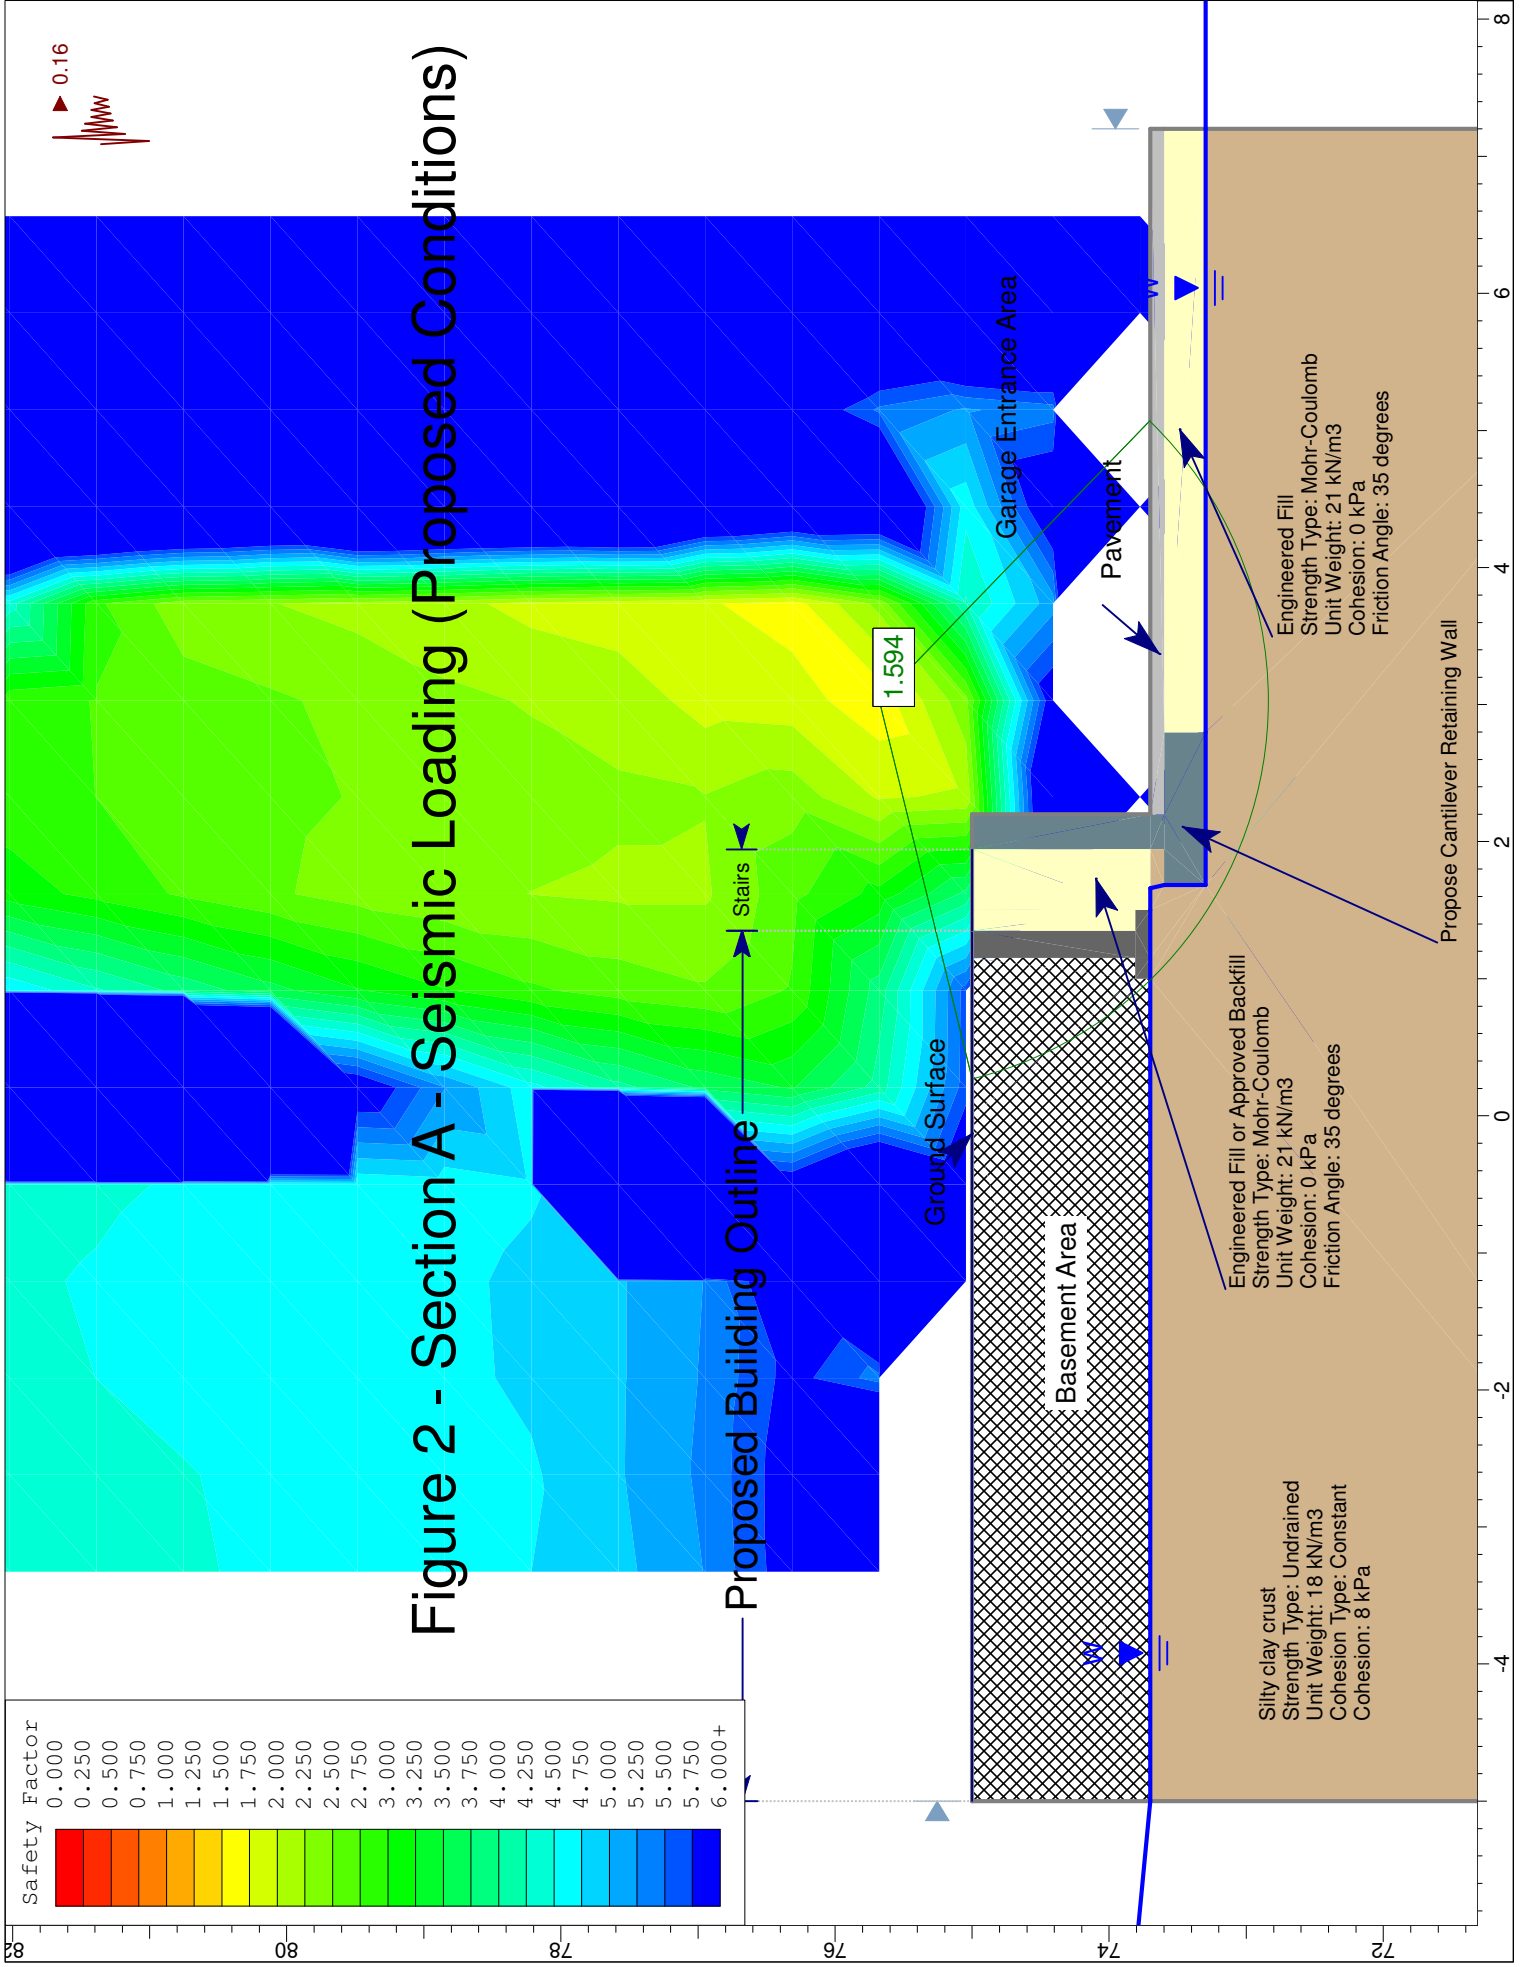 Safety Factor
0.000
0.250
0.500
0.750
1.000
1.250
1.500
1.750
2.000
2.250
2.500
2.750
3.000
3.250
3.500
3.750
4.000
4.250
4.500
4.750
5.000
5.250
5.500
5.750
6.000+
0.16
Figure 2 - Section A - Seismic Loading (Proposed Conditions)
Proposed Building Outline
Stairs
1.594
Ground Surface
Garage Entrance Area
Pavement
Basement Area
W
W
Silty clay crust
Strength Type: Undrained
Unit Weight: 18 kN/m3
Cohesion Type: Constant
Cohesion: 8 kPa
Engineered Fill or Approved Backfill
Strength Type: Mohr-Coulomb
Unit Weight: 21 kN/m3
Cohesion: 0 kPa
Friction Angle: 35 degrees
Engineered Fill
Strength Type: Mohr-Coulomb
Unit Weight: 21 kN/m3
Cohesion: 0 kPa
Friction Angle: 35 degrees
Propose Cantilever Retaining Wall
82
80
78
76
74
72
-4
-2
0
2
4
6
8